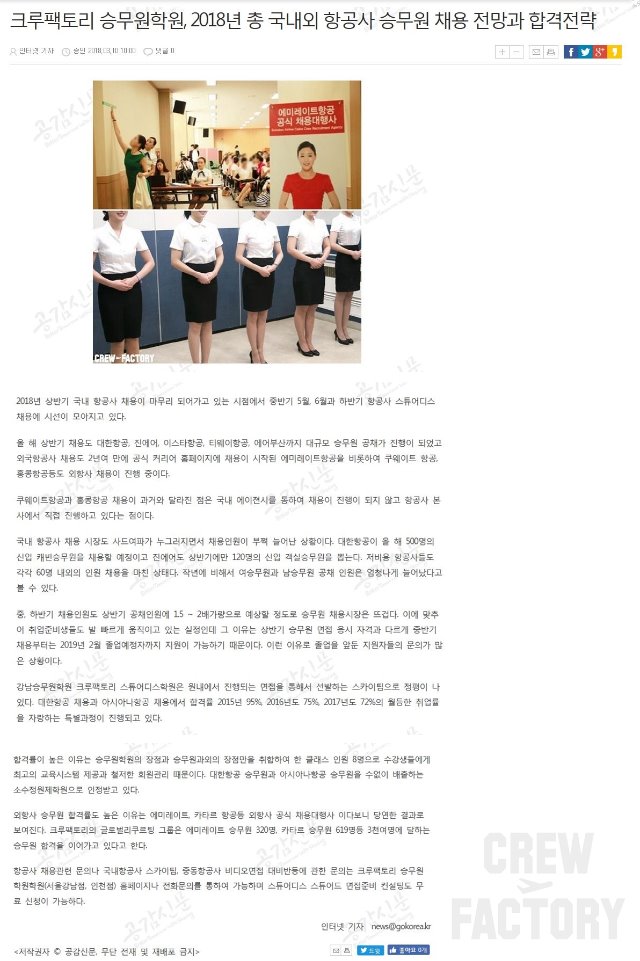 크루팩토리 승무원학원, 2018년 총 국내외 항공사 승무원 채용 전망과 합격전략
인터넷 기자 승인 2018.03.10 10:00 댓글 0
에미레이트항공
공식 채용대행사
CREW-FACTORY
2018년 상반기 국내 항공사 채용이 마무리 되어가고 있는 시점에서 중반기 5월, 6월과 하반기 항공사 스튜어디스
채용에 시선이 모아지고 있다.
올 해 상반기 채용도 대한항공, 진에어, 이스타항공, 티웨이항공, 에어부산까지 대규모 승무원 공채가 진행이 되었고
외국항공사 채용도 2년여 만에 공식 커리어 홈페이지에 채용이 시작된 에미레이트항공을 비롯하여 쿠웨이트 항공,
홍콩항공등도 외항사 채용이 진행 중이다.
쿠웨이트항공과 홍콩항공 채용이 과거와 달라진 점은 국내 에이젼시를 통하여 채용이 진행이 되지 않고 항공사 본
사에서 직접 진행하고 있다는 점이다.
국내 항공사 채용 시장도 사드여파가 누그러지면서 채용인원이 부쩍 늘어난 상황이다. 대한항공이 올 해 500명의
신입 캐빈승무원을 채용할 예정이고 진에어도 상반기에만 120명의 신입 객실승무원을 뽑는다. 저비용 항공사들도
각각 60명 내외의 인원 채용을 마친 상태다. 작년에 비해서 여승무원과 남승무원 공채 인원은 엄청나게 늘어났다고
볼 수 있다.
중, 하반기 채용인원도 상반기 공채인원에 1.5 ~ 2배가량으로 예상할 정도로 승무원 채용시장은 뜨겁다. 이에 맞추
어 취업준비생들도 발 빠르게 움직이고 있는 실정인데 그 이유는 상반기 승무원 면접 응시 자격과 다르게 중반기
채용부터는 2019년 2월 졸업예정자까지 지원이 가능하기 때문이다. 이런 이유로 졸업을 앞둔 지원자들의 문의가 많
은 상황이다.
강남승무원학원 크루팩토리 스튜어디스학원은 원내에서 진행되는 면접을 통해서 선발하는 스카이팀으로 정평이 나
있다. 대한항공 채용과 아시아나항공 채용에서 합격률 2015년 95%, 2016년도 75%, 2017년도 72%의 월등한 취업률
을 자랑하는 특별과정이 진행되고 있다.
합격률이 높은 이유는 승무원학원의 장점과 승무원과외의 장점만을 취합하여 한 클래스 인원 8명으로 수강생들에게
최고의 교육시스템 제공과 철저한 회원관리 때문이다. 대한항공 승무원과 아시아나항공 승무원을 수없이 배출하는
소수정원제학원으로 인정받고 있다.
외항사 승무원 합격률도 높은 이유는 에미레이트, 카타르 항공등 외항사 공식 채용대행사 이다보니 당연한 결과로
보여진다. 크루팩토리의 글로벌리쿠르팅 그룹은 에미레이트 승무원 320명, 카타르 승무원 619명등 3천여명에 달하는
승무원 합격을 이어가고 있다고 한다.
항공사 채용관련 문의나 국내항공사 스카이팀, 중동항공사 비디오면접 대비반등에 관한 문의는 크루팩토리 승무원
학원학원(서울강남점, 인천점) 홈페이지나 전화문의를 통하여 가능하며 스튜어디스 스튜어드 면접준비 컨설팅도 무
료 신청이 가능하다.
인터넷 기자 news@gokorea.kr
<저작권자 © 공감신문, 무단 전재 및 재배포 금지>
트윗
좋아요 0개
CREW
FACTORY
공감신문